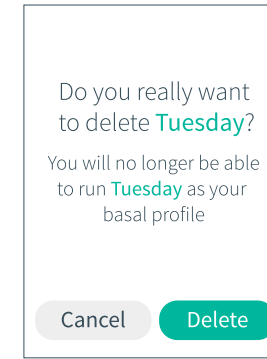 Do you really want
to delete Tuesday?
You will no longer be able
to run Tuesday as your
basal profile
Cancel Delete